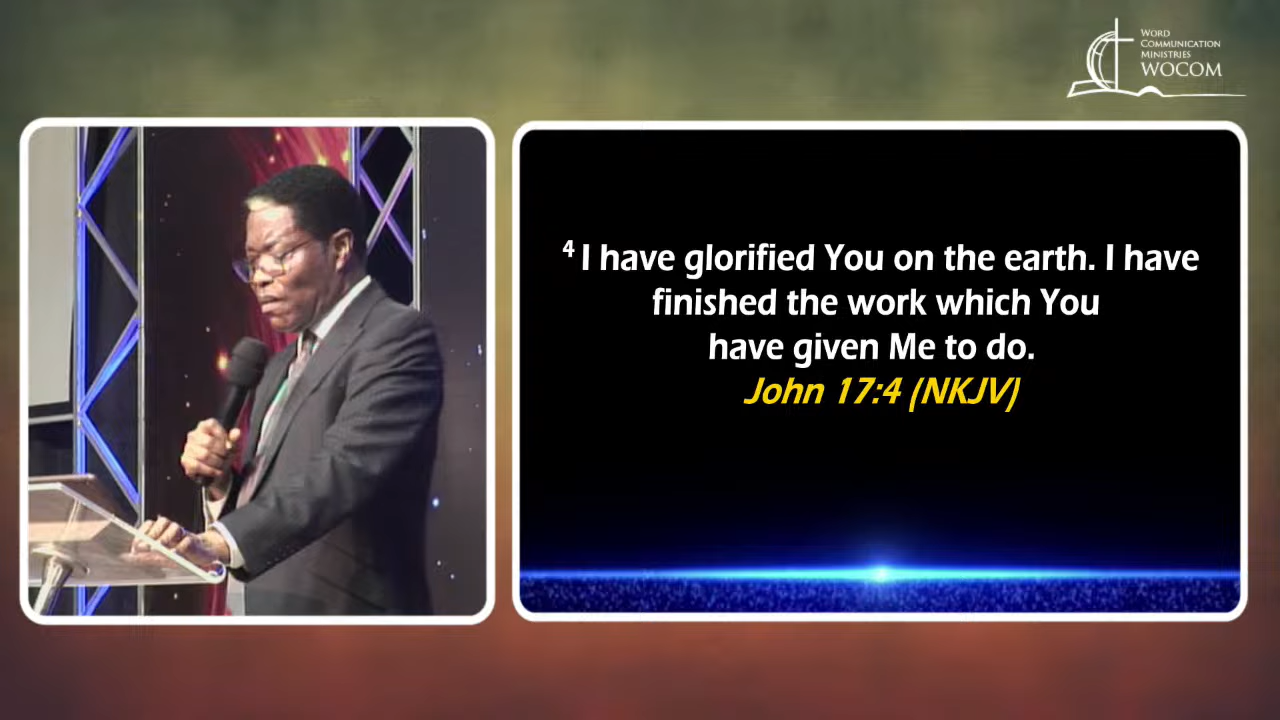 WORD
COMMUNICATION
MINISTRIES
WOCOM
4 I have glorified You on the earth. I have
finished the work which You
have given Me to do.
John 17:4 (NKJV)